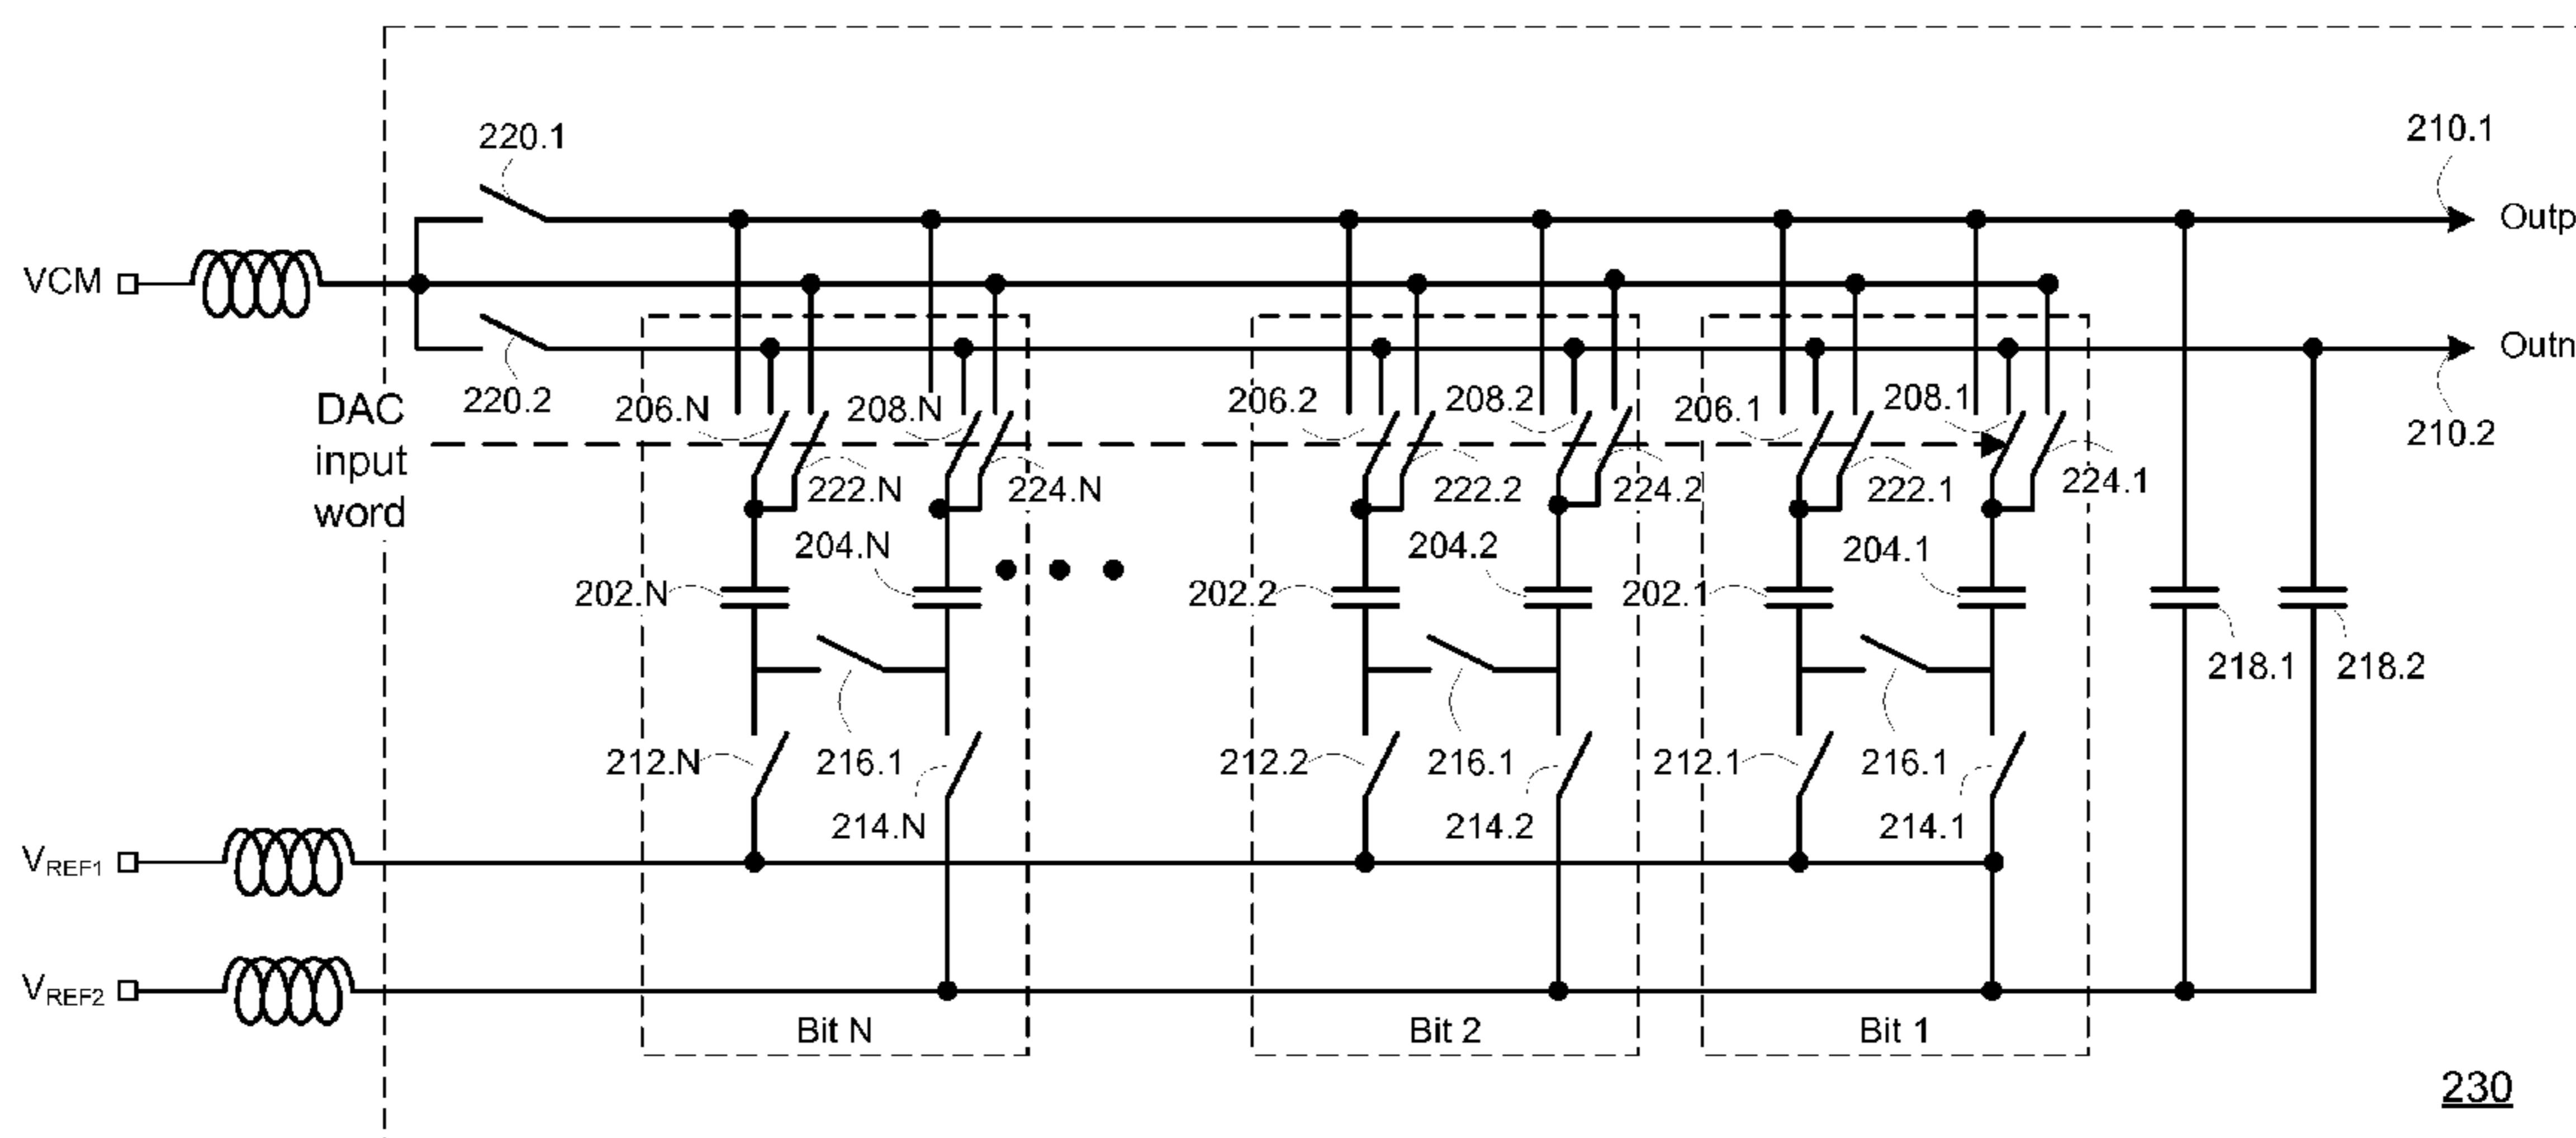 220.1
210.1
Outp
VCM
Outn
220.2
DAC
input
word
206.N
208.N
206.2
208.2
206.1
208.1
210.2
222.N
224.N
222.2
224.2
222.1
224.1
204.N
204.2
204.1
202.N
202.2
202.1
218.1
218.2
212.N
216.1
212.2
216.1
212.1
216.1
214.N
214.2
214.1
VREF1
VREF2
Bit N
Bit 2
Bit 1
230